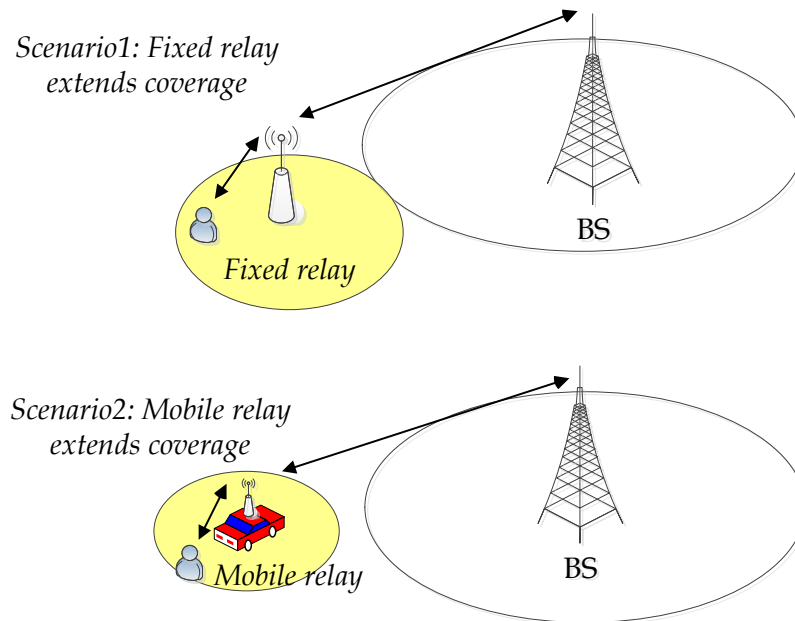 Scenario1: Fixed relay
extends coverage
BS
Fixed relay
Scenario2: Mobile relay
extends coverage
BS
Mobile relay